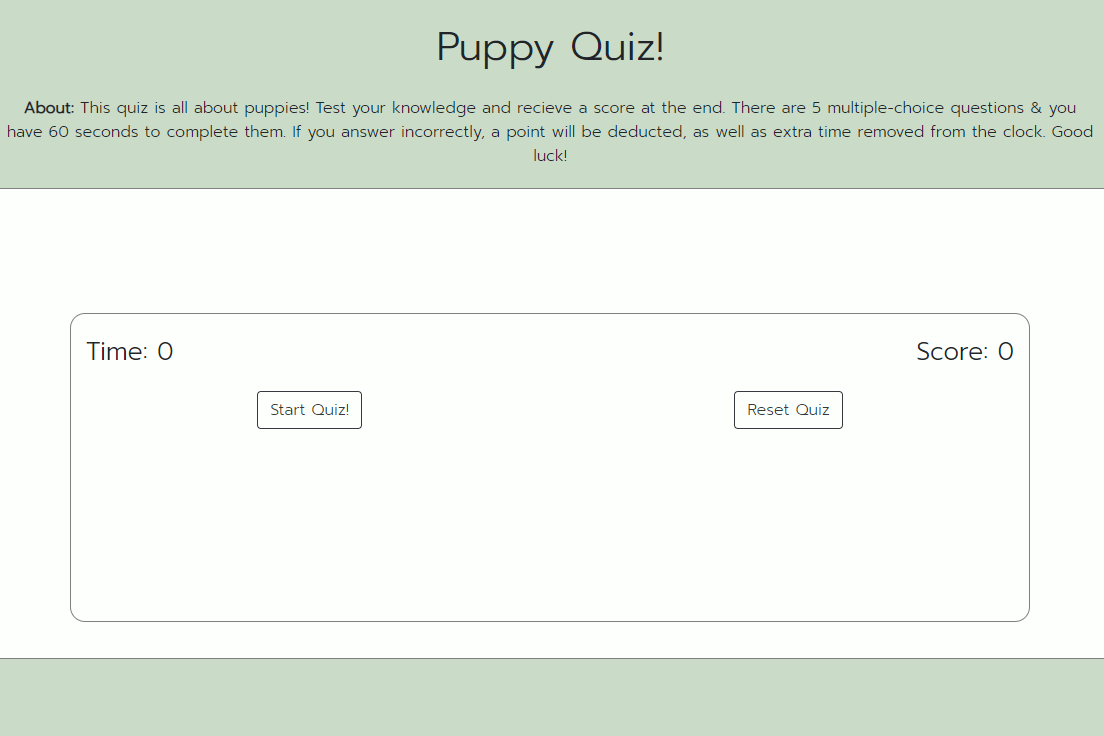 Puppy Quiz!
About: This quiz is all about puppies! Test your knowledge and recieve a score at the end. There are 5 multiple-choice questions & you
have 60 seconds to complete them. If you answer incorrectly, a point will be deducted, as well as extra time removed from the clock. Good
luck!
Time: 0
Score: 0
Start Quiz!
Reset Quiz